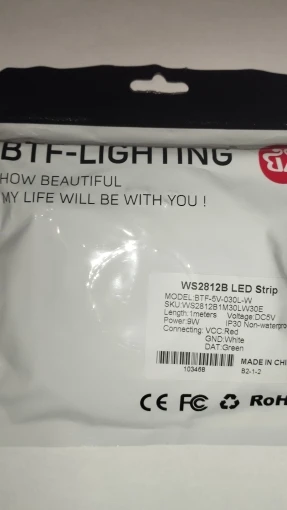 BTF-LIGHTING
HOW BEAUTIFUL
MY LIFE WILL BE WITH YOU !
WS2812B LED Strip
MODEL:BTF-5V-030L-W
SKU:WS2812B1M30LW30E
Length:1meters Voltage:DC5V
Power:9W IP30 Non-waterpro
Connecting: VCC:Red
GND:White
DAT:Green
MADE IN CHI
103468 B2-1-2
CE FC RoH